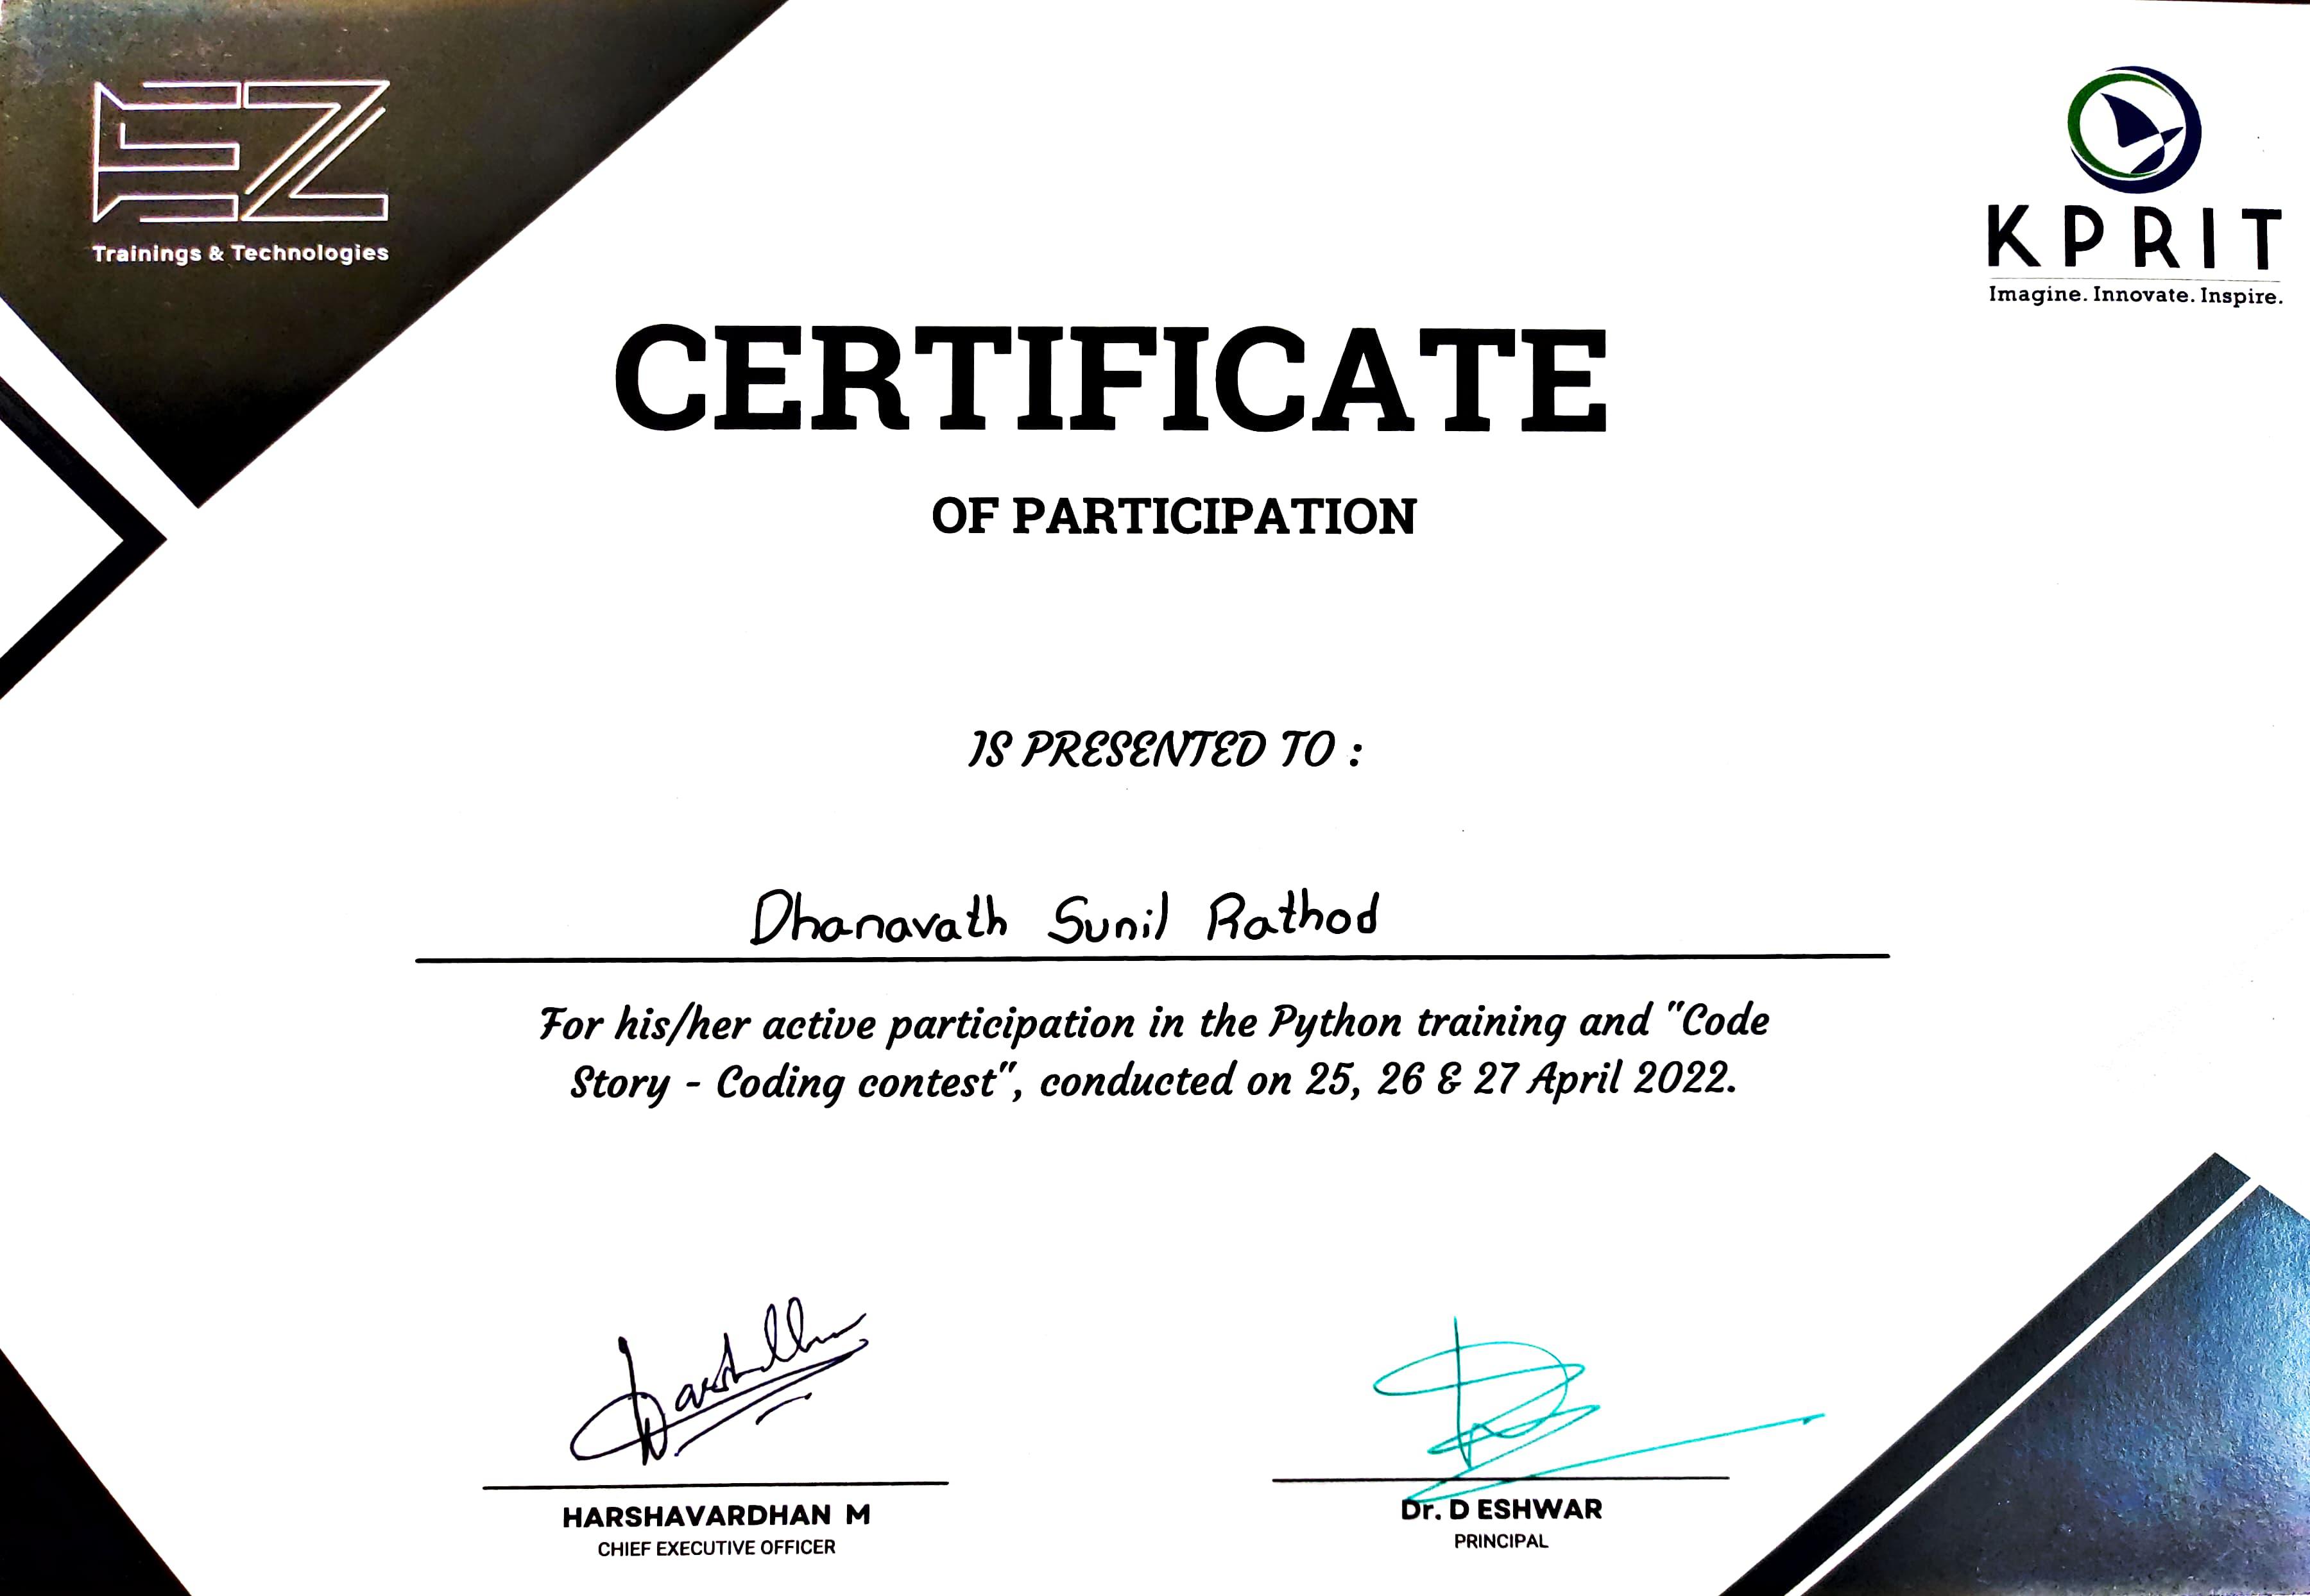 EZ
Trainings & Technologies
KPRIT
Imagine. Innovate. Inspire.
CERTIFICATE
OF PARTICIPATION
IS PRESENTED TO :
Dhanavath Sunil Rathod
For his/her active participation in the Python training and "Code
Story - Coding contest", conducted on 25, 26 & 27 April 2022.
HARSHAVARDHAN M
CHIEF EXECUTIVE OFFICER
Dr. D ESHWAR
PRINCIPAL